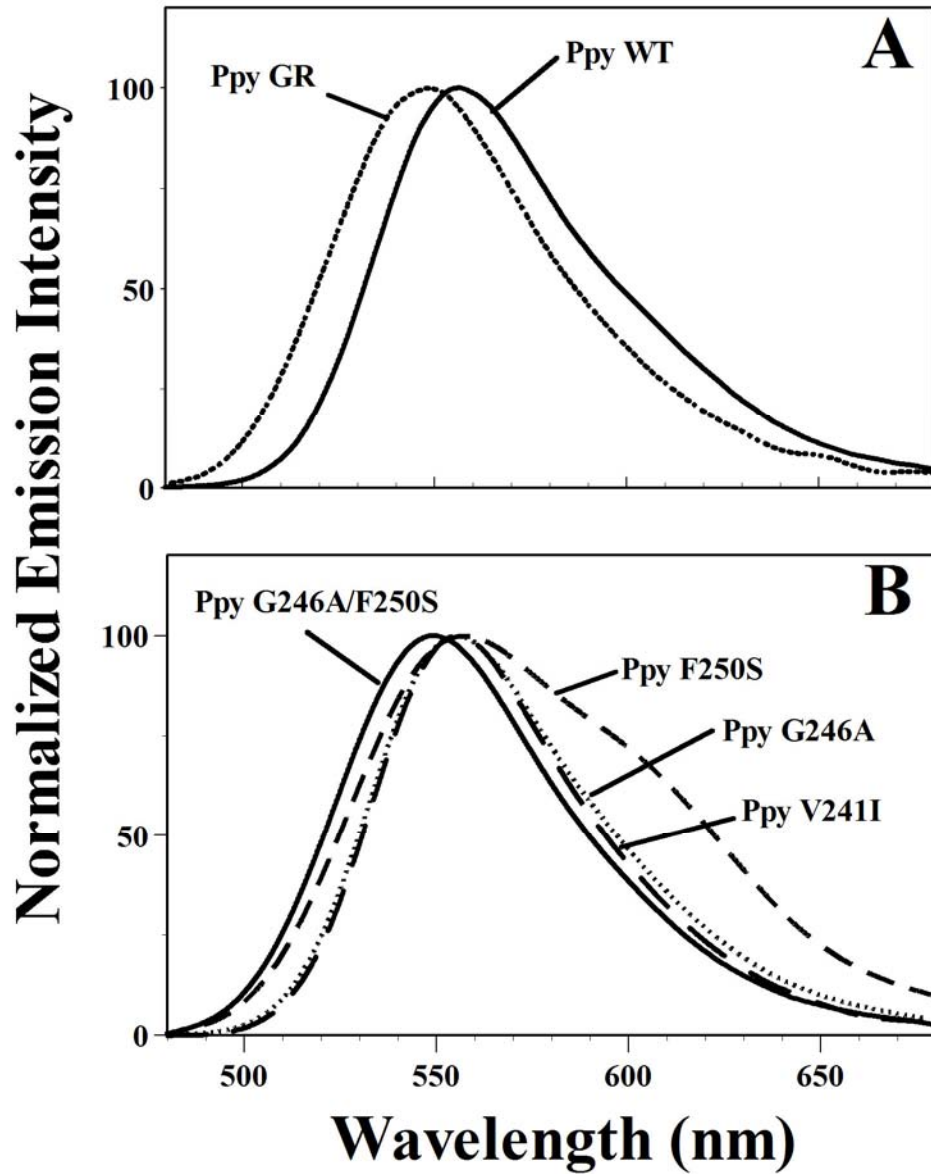 A
Ppy WT
Ppy GR
100
50
0
Normalized Emission Intensity
B
Ppy G246A/F250S
100
Ppy F250S
Ppy G246A
Ppy V241I
50
0
500 550 600 650
Wavelength (nm)